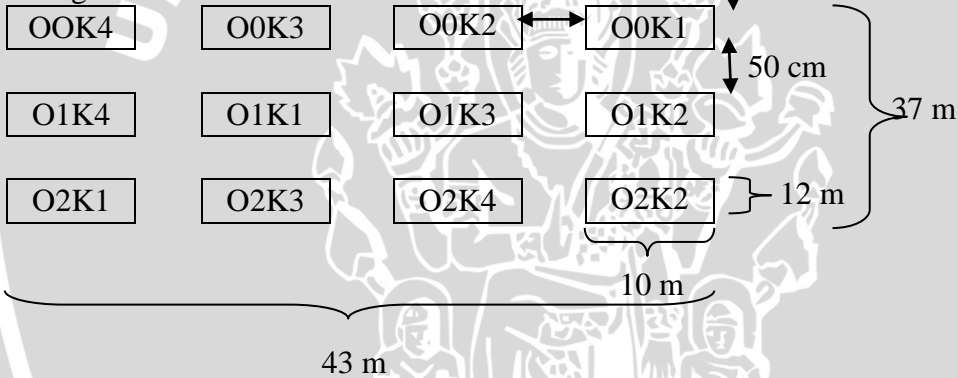 OOK4 O0K3 O0K2 O0K1
50 cm
O1K4 O1K1 O1K3 O1K2
37 m
O2K1 O2K3 O2K4 O2K2
12 m
10 m
43 m